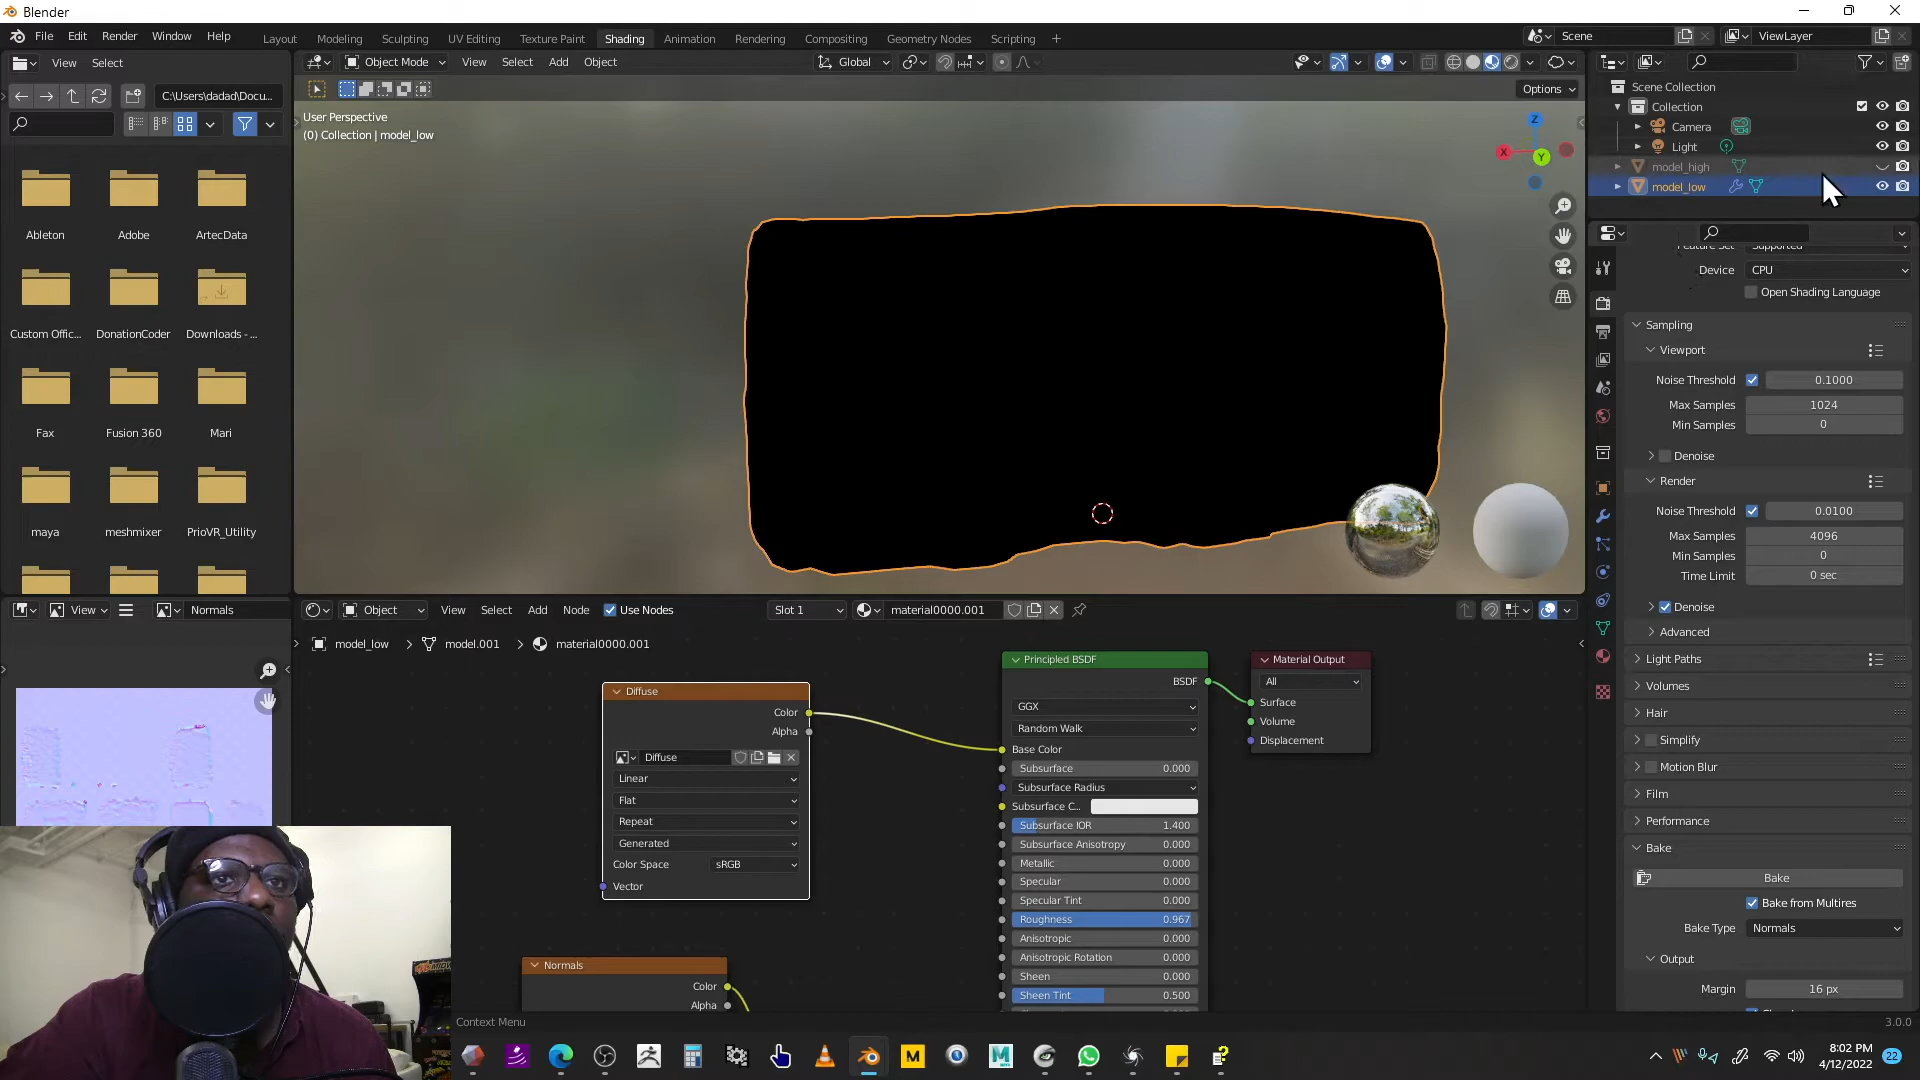 Blender
File Edit Render Window Help
Layout Modeling Sculpting UV Editing Texture Paint Shading Animation Rendering Compositing Geometry Nodes Scripting +
Scene
ViewLayer
View Select
Object Mode View Select Add Object
Global
C:\Users\dadad\Docu...
Options
User Perspective
(0) Collection | model_low
Z
X
Y
Ableton Adobe ArtecData
Custom Offic... DonationCoder Downloads - ...
Fax Fusion 360 Mari
maya meshmixer PrioVR_Utility
Scene Collection
Collection
Camera
Light
model_high
model_low
Feature Set Supported
Device CPU
Open Shading Language
Sampling
Viewport
Noise Threshold 0.1000
Max Samples 1024
Min Samples 0
Denoise
Render
Noise Threshold 0.0100
Max Samples 4096
Min Samples 0
Time Limit 0 sec
Denoise
Advanced
Light Paths
Volumes
Hair
Simplify
Motion Blur
Film
Performance
Bake
Bake
Bake from Multires
Bake Type Normals
Output
Margin 16 px
View Normals
Object View Select Add Node Use Nodes
Slot 1 material0000.001
model_low > model.001 > material0000.001
Diffuse
Color
Alpha
Diffuse
Linear
Flat
Repeat
Generated
Color Space sRGB
Vector
Normals
Color
Alpha
Principled BSDF
BSDF
GGX
Random Walk
Base Color
Subsurface 0.000
Subsurface Radius
Subsurface C...
Subsurface IOR 1.400
Subsurface Anisotropy 0.000
Metallic 0.000
Specular 0.000
Specular Tint 0.000
Roughness 0.967
Anisotropic 0.000
Anisotropic Rotation 0.000
Sheen 0.000
Sheen Tint 0.500
Material Output
All
Surface
Volume
Displacement
Context Menu
3.0.0
8:02 PM
4/12/2022
22